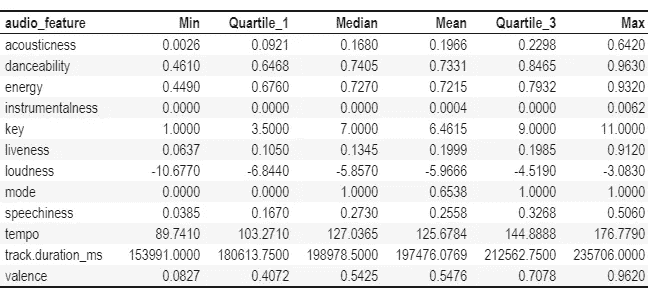 audio_feature Min Quartile_1 Median Mean Quartile_3 Max
acousticness 0.0026 0.0921 0.1680 0.1966 0.2298 0.6420
danceability 0.4610 0.6468 0.7405 0.7331 0.8465 0.9630
energy 0.4490 0.6760 0.7270 0.7215 0.7932 0.9320
instrumentalness 0.0000 0.0000 0.0000 0.0004 0.0000 0.0062
key 1.0000 3.5000 7.0000 6.4615 9.0000 11.0000
liveness 0.0637 0.1050 0.1345 0.1999 0.1985 0.9120
loudness -10.6770 -6.8440 -5.8570 -5.9666 -4.5190 -3.0830
mode 0.0000 0.0000 1.0000 0.6538 1.0000 1.0000
speechiness 0.0385 0.1670 0.2730 0.2558 0.3268 0.5060
tempo 89.7410 103.2710 127.0365 125.6784 144.8888 176.7790
track.duration_ms 153991.0000 180613.7500 198978.5000 197476.0769 212562.7500 235706.0000
valence 0.0827 0.4072 0.5425 0.5476 0.7078 0.9620